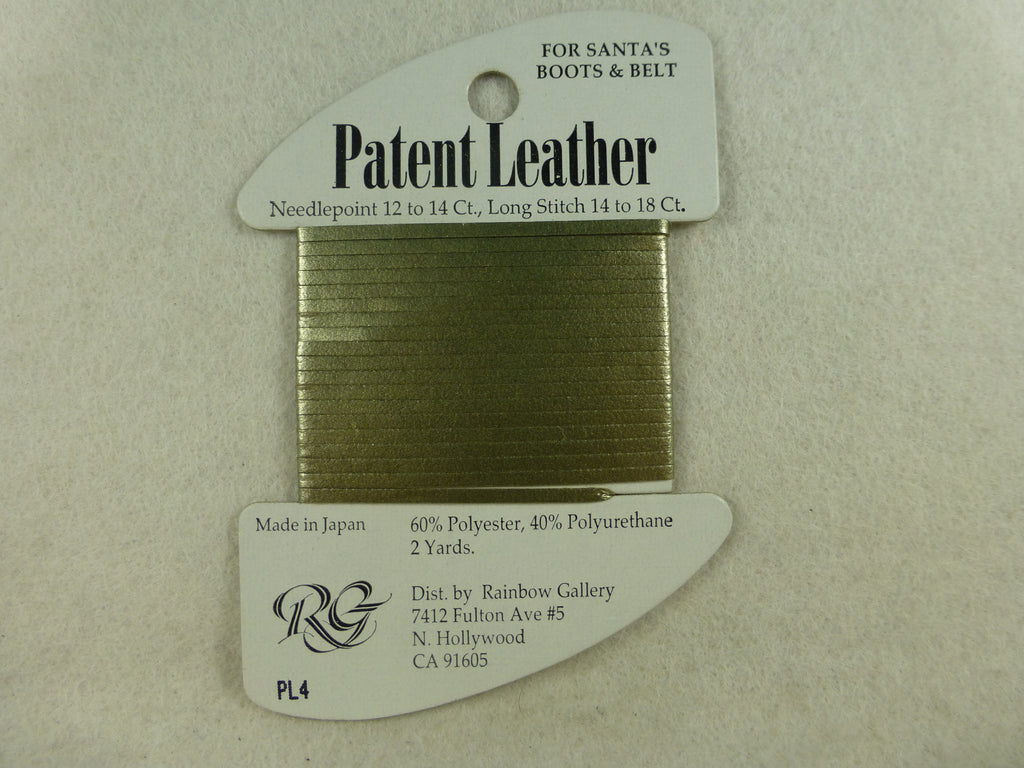 FOR SANTA'S
BOOTS & BELT
Patent Leather
Needlepoint 12 to 14 Ct., Long Stitch 14 to 18 Ct.
Made in Japan
60% Polyester, 40% Polyurethane
2 Yards.
RG
Dist. by Rainbow Gallery
7412 Fulton Ave #5
N. Hollywood
CA 91605
PL4